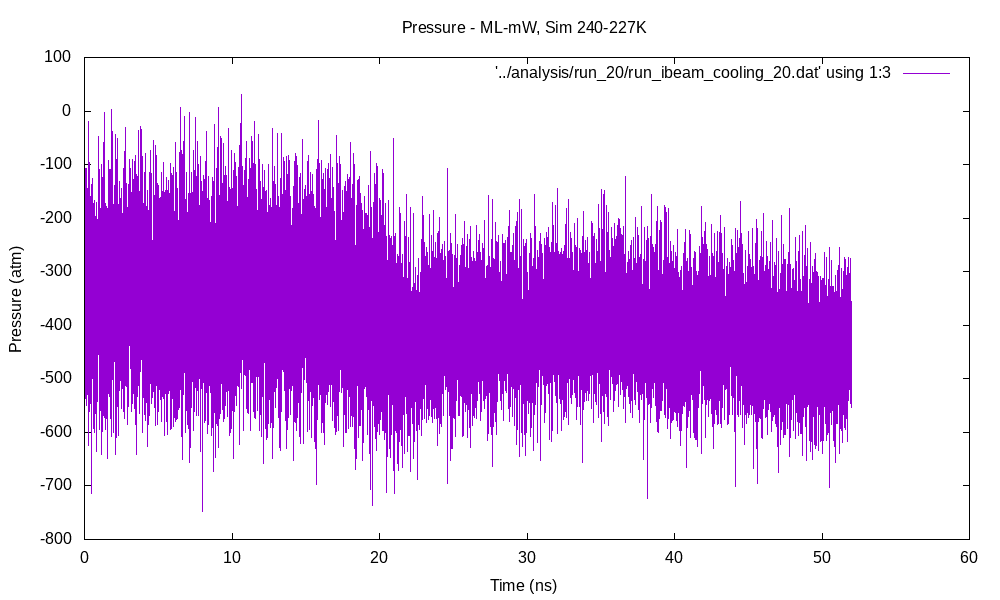 Pressure - ML-mW, Sim 240-227K
'../analysis/run_20/run_ibeam_cooling_20.dat' using 1:3
100
0
-100
-200
-300
-400
-500
-600
-700
-800
Pressure (atm)
0 10 20 30 40 50 60
Time (ns)